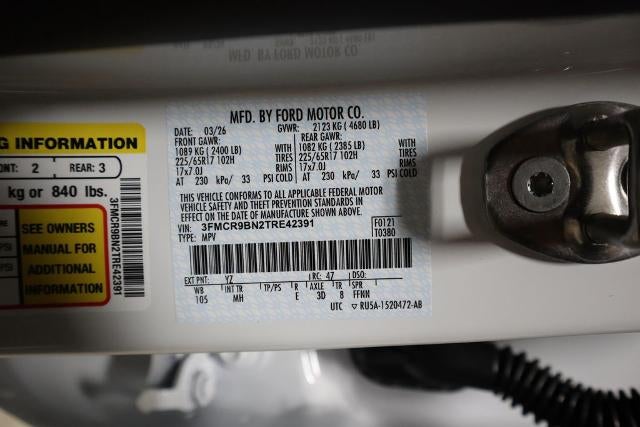 MFD. BY FORD MOTOR CO.
G INFORMATION
ONT: 2 REAR: 3
kg or 840 lbs.
SEE OWNERS
MANUAL FOR
ADDITIONAL
INFORMATION
3FMCR9BN2TRE42391
MFD. BY FORD MOTOR CO.
DATE: 03/26 GVWR: 2123 KG ( 4680 LB)
FRONT GAWR: REAR GAWR:
1089 KG ( 2400 LB) WITH 1082 KG ( 2385 LB) WITH
225/65R17 102H TIRES 225/65R17 102H TIRES
17x7.0J RIMS 17x7.0J RIMS
AT 230 kPa/ 33 PSI COLD AT 230 kPa/ 33 PSI COLD
THIS VEHICLE CONFORMS TO ALL APPLICABLE FEDERAL MOTOR
VEHICLE SAFETY AND THEFT PREVENTION STANDARDS IN
EFFECT ON THE DATE OF MANUFACTURE SHOWN ABOVE.
VIN: 3FMCR9BN2TRE42391 F0121
TYPE: MPV T0380
EXT PNT: YZ RC: 47 DSO:
WB INT TR TP/PS R AXLE TR SPR
105 MH E 3D 8 FFNN
UTC ▽ RU5A-1520472-AB